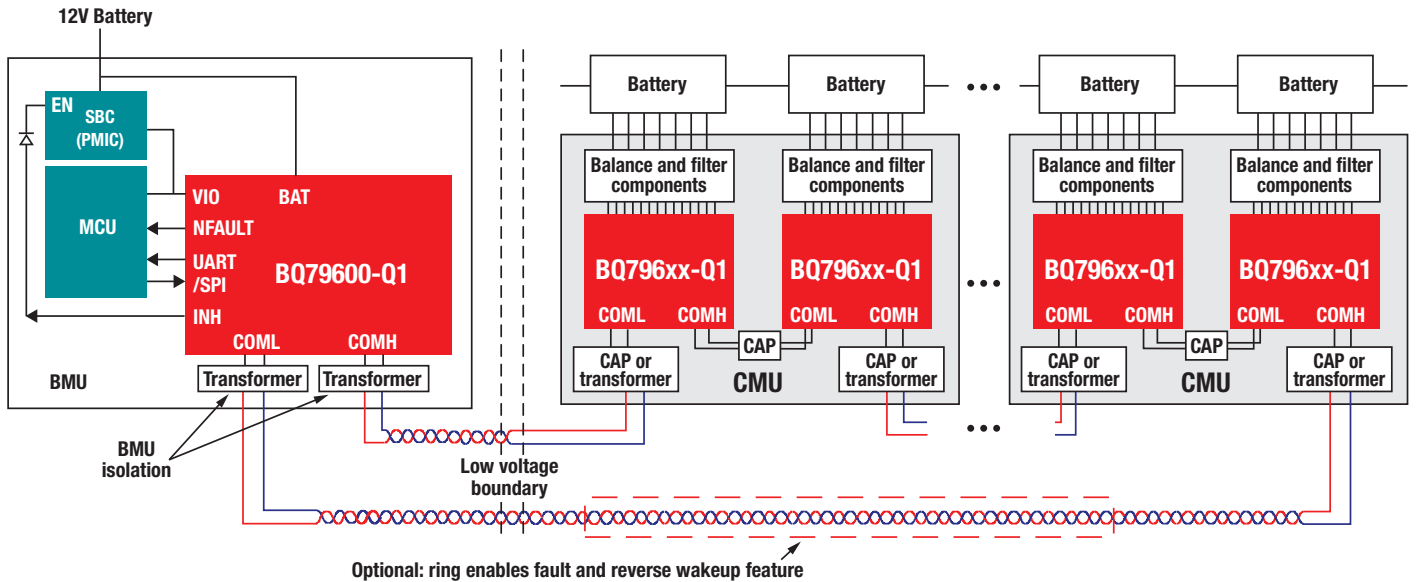 12V Battery
EN
SBC
(PMIC)
MCU
VIO
BAT
NFAULT
UART
/SPI
INH
BQ79600-Q1
COML
COMH
Transformer
Transformer
BMU
BMU
isolation
Low voltage
boundary
Battery
Battery
•••
Battery
Battery
Balance and filter
components
Balance and filter
components
Balance and filter
components
Balance and filter
components
BQ796xx-Q1
BQ796xx-Q1
•••
BQ796xx-Q1
BQ796xx-Q1
COML
COMH
COML
COMH
COML
COMH
COML
COMH
CAP
CAP
CAP or
transformer
CMU
CAP or
transformer
•••
CAP or
transformer
CMU
CAP or
transformer
Optional: ring enables fault and reverse wakeup feature